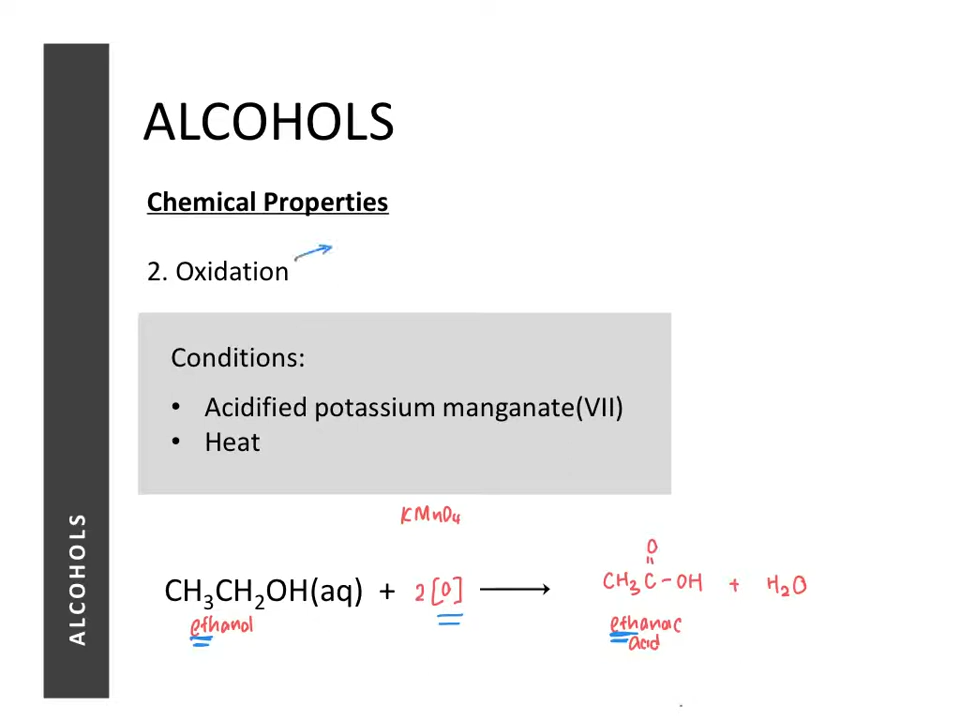 ALCOHOLS
Chemical Properties
2. Oxidation
Conditions:
• Acidified potassium manganate(VII)
• Heat
KMnO₄
O
CH₃CH₂OH(aq) + 2[O] ⟶ CH₃C-OH + H₂O
ethanol
ethanoic
acid
ALCOHOLS